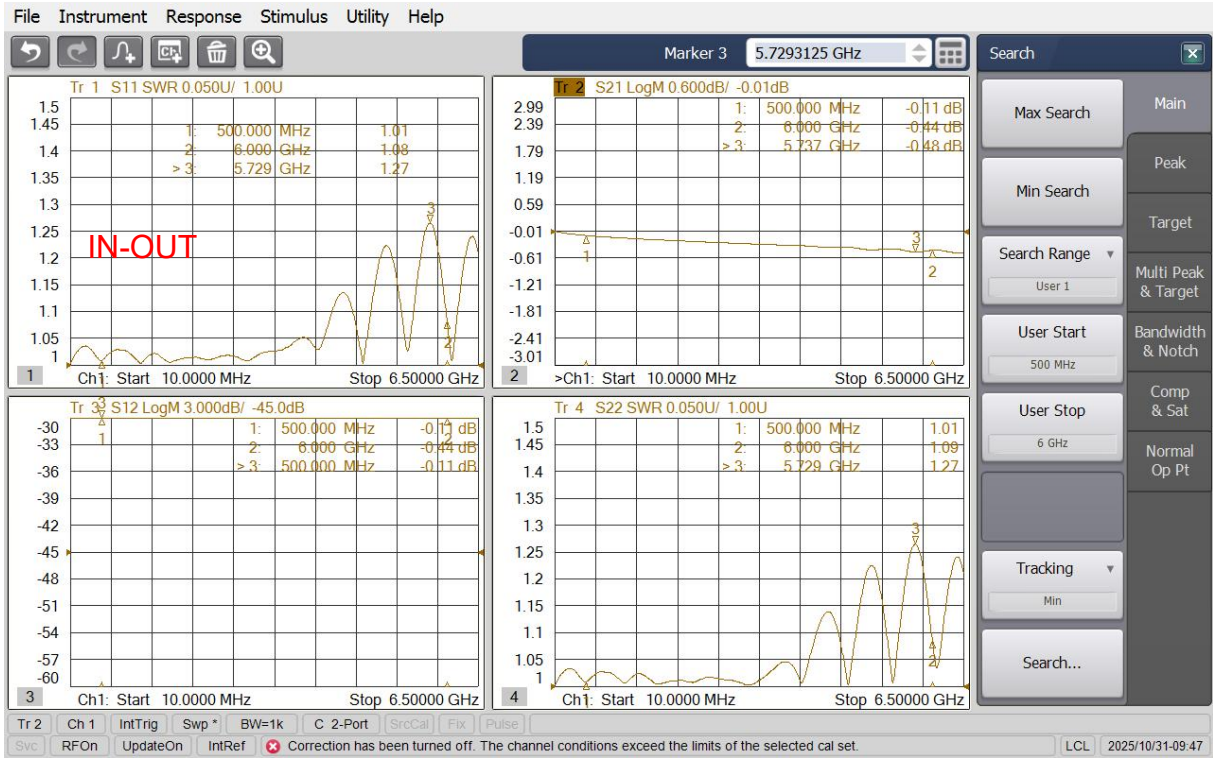 File Instrument Response Stimulus Utility Help
Marker 3 5.7293125 GHz
Search
Tr 1 S11 SWR 0.050U/ 1.00U
1.5
1.45
1.4
1.35
1.3
1.25
1.2
1.15
1.1
1.05
1
1: 500.000 MHz 1.01
2: 6.000 GHz 1.08
> 3: 5.729 GHz 1.27
IN-OUT
3
2
1
1 Ch1: Start 10.0000 MHz Stop 6.50000 GHz
Tr 2 S21 LogM 0.600dB/ -0.01dB
2.99
2.39
1.79
1.19
0.59
-0.01
-0.61
-1.21
-1.81
-2.41
-3.01
1: 500.000 MHz -0.11 dB
2: 6.000 GHz -0.44 dB
> 3: 5.737 GHz -0.48 dB
1
3
2
2 >Ch1: Start 10.0000 MHz Stop 6.50000 GHz
Tr 3 S12 LogM 3.000dB/ -45.0dB
-30
-33
-36
-39
-42
-45
-48
-51
-54
-57
-60
3
1
2
1: 500.000 MHz -0.11 dB
2: 6.000 GHz -0.44 dB
> 3: 500.000 MHz -0.11 dB
3 Ch1: Start 10.0000 MHz Stop 6.50000 GHz
Tr 4 S22 SWR 0.050U/ 1.00U
1.5
1.45
1.4
1.35
1.3
1.25
1.2
1.15
1.1
1.05
1
1: 500.000 MHz 1.01
2: 6.000 GHz 1.09
> 3: 5.729 GHz 1.27
3
2
1
4 Ch1: Start 10.0000 MHz Stop 6.50000 GHz
Max Search
Min Search
Search Range
User 1
User Start
500 MHz
User Stop
6 GHz
Tracking
Min
Search...
Main
Peak
Target
Multi Peak
& Target
Bandwidth
& Notch
Comp
& Sat
Normal
Op Pt
Tr 2 Ch 1 IntTrig Swp * BW=1k C 2-Port SrcCal Fix Pulse
Svc RFOn UpdateOn IntRef Correction has been turned off. The channel conditions exceed the limits of the selected cal set. LCL 2025/10/31-09:47